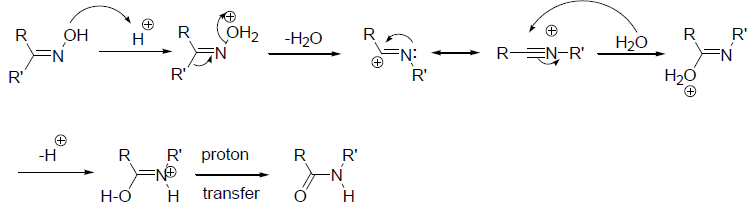 R OH N R' H⊕ R ⊕OH2 N R' -H2O R ⊕ N: R' R ⊕ N-R' H2O R R' N H2O ⊕
-H⊕ R R' N⊕ H-O H proton transfer R R' N O H